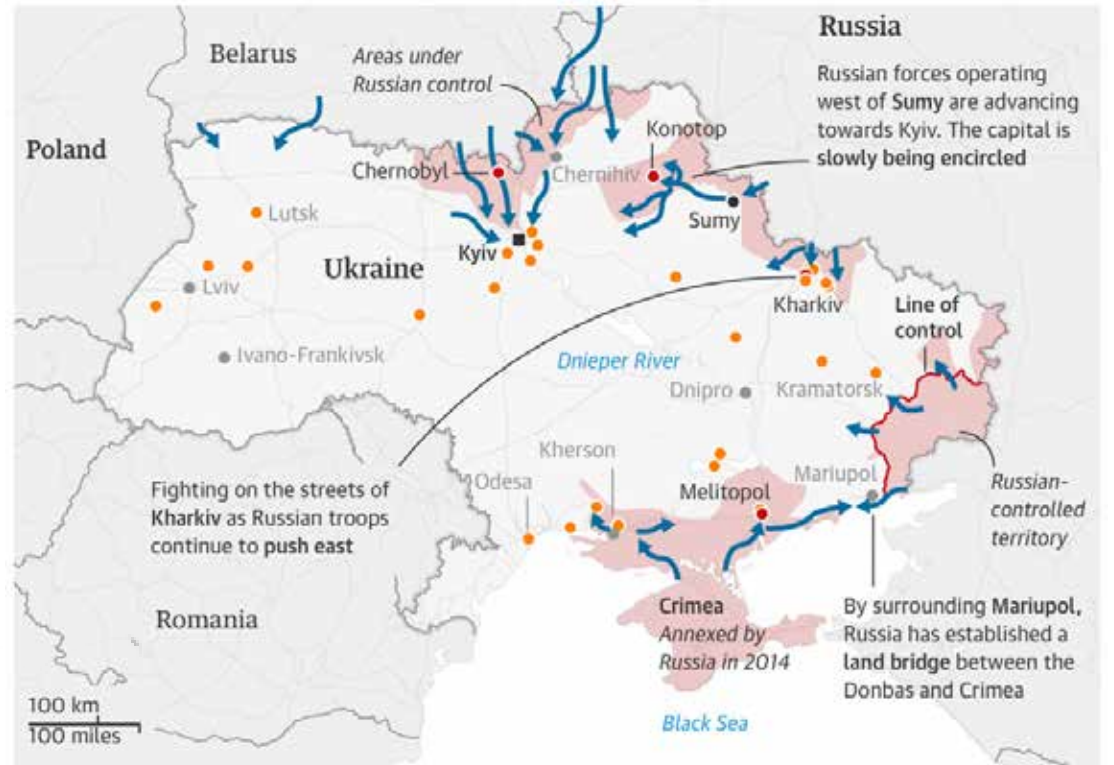 Belarus
Areas under
Russian control
Russia
Russian forces operating
west of Sumy are advancing
towards Kyiv. The capital is
slowly being encircled
Poland
Konotop
Chernobyl
Chernihiv
Sumy
Lutsk
Kyiv
Ukraine
Lviv
Kharkiv
Line of
control
Ivano-Frankivsk
Dnieper River
Dnipro
Kramatorsk
Kherson
Odesa
Melitopol
Mariupol
Russian-
controlled
territory
Fighting on the streets of
Kharkiv as Russian troops
continue to push east
Romania
Crimea
Annexed by
Russia in 2014
By surrounding Mariupol,
Russia has established a
land bridge between the
Donbas and Crimea
100 km
100 miles
Black Sea